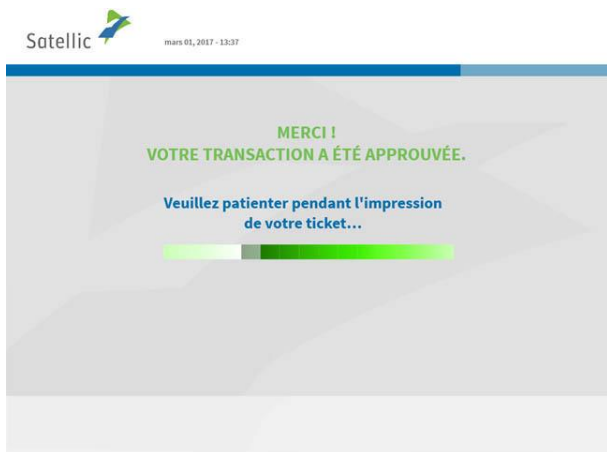 Satellic
mars 01, 2017 - 13:37
MERCI !
VOTRE TRANSACTION A ÉTÉ APPROUVÉE.
Veuillez patienter pendant l'impression
de votre ticket...